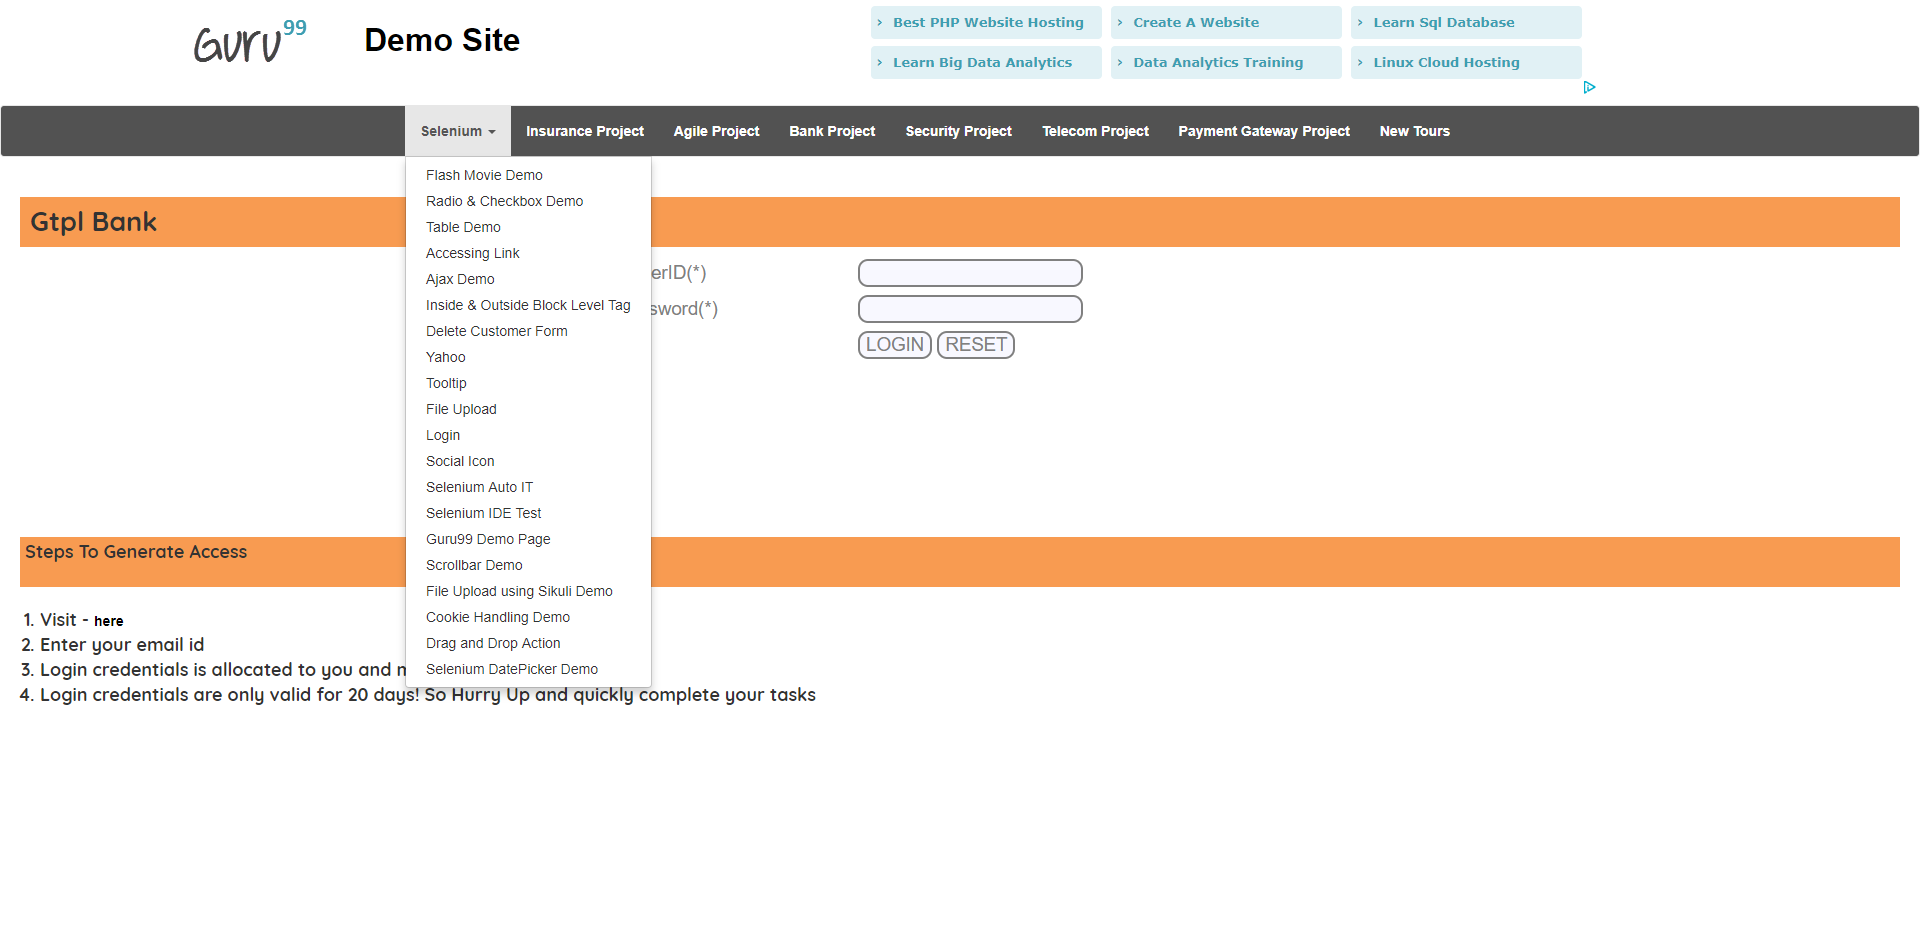 Guru99
Demo Site
› Best PHP Website Hosting
› Create A Website
› Learn Sql Database
› Learn Big Data Analytics
› Data Analytics Training
› Linux Cloud Hosting
Selenium Insurance Project Agile Project Bank Project Security Project Telecom Project Payment Gateway Project New Tours
Flash Movie Demo
Radio & Checkbox Demo
Table Demo
Accessing Link
Ajax Demo
Inside & Outside Block Level Tag
Delete Customer Form
Yahoo
Tooltip
File Upload
Login
Social Icon
Selenium Auto IT
Selenium IDE Test
Guru99 Demo Page
Scrollbar Demo
File Upload using Sikuli Demo
Cookie Handling Demo
Drag and Drop Action
Selenium DatePicker Demo
Gtpl Bank
erID(*)
sword(*)
LOGIN RESET
Steps To Generate Access
1. Visit - here
2. Enter your email id
3. Login credentials is allocated to you and
4. Login credentials are only valid for 20 days! So Hurry Up and quickly complete your tasks